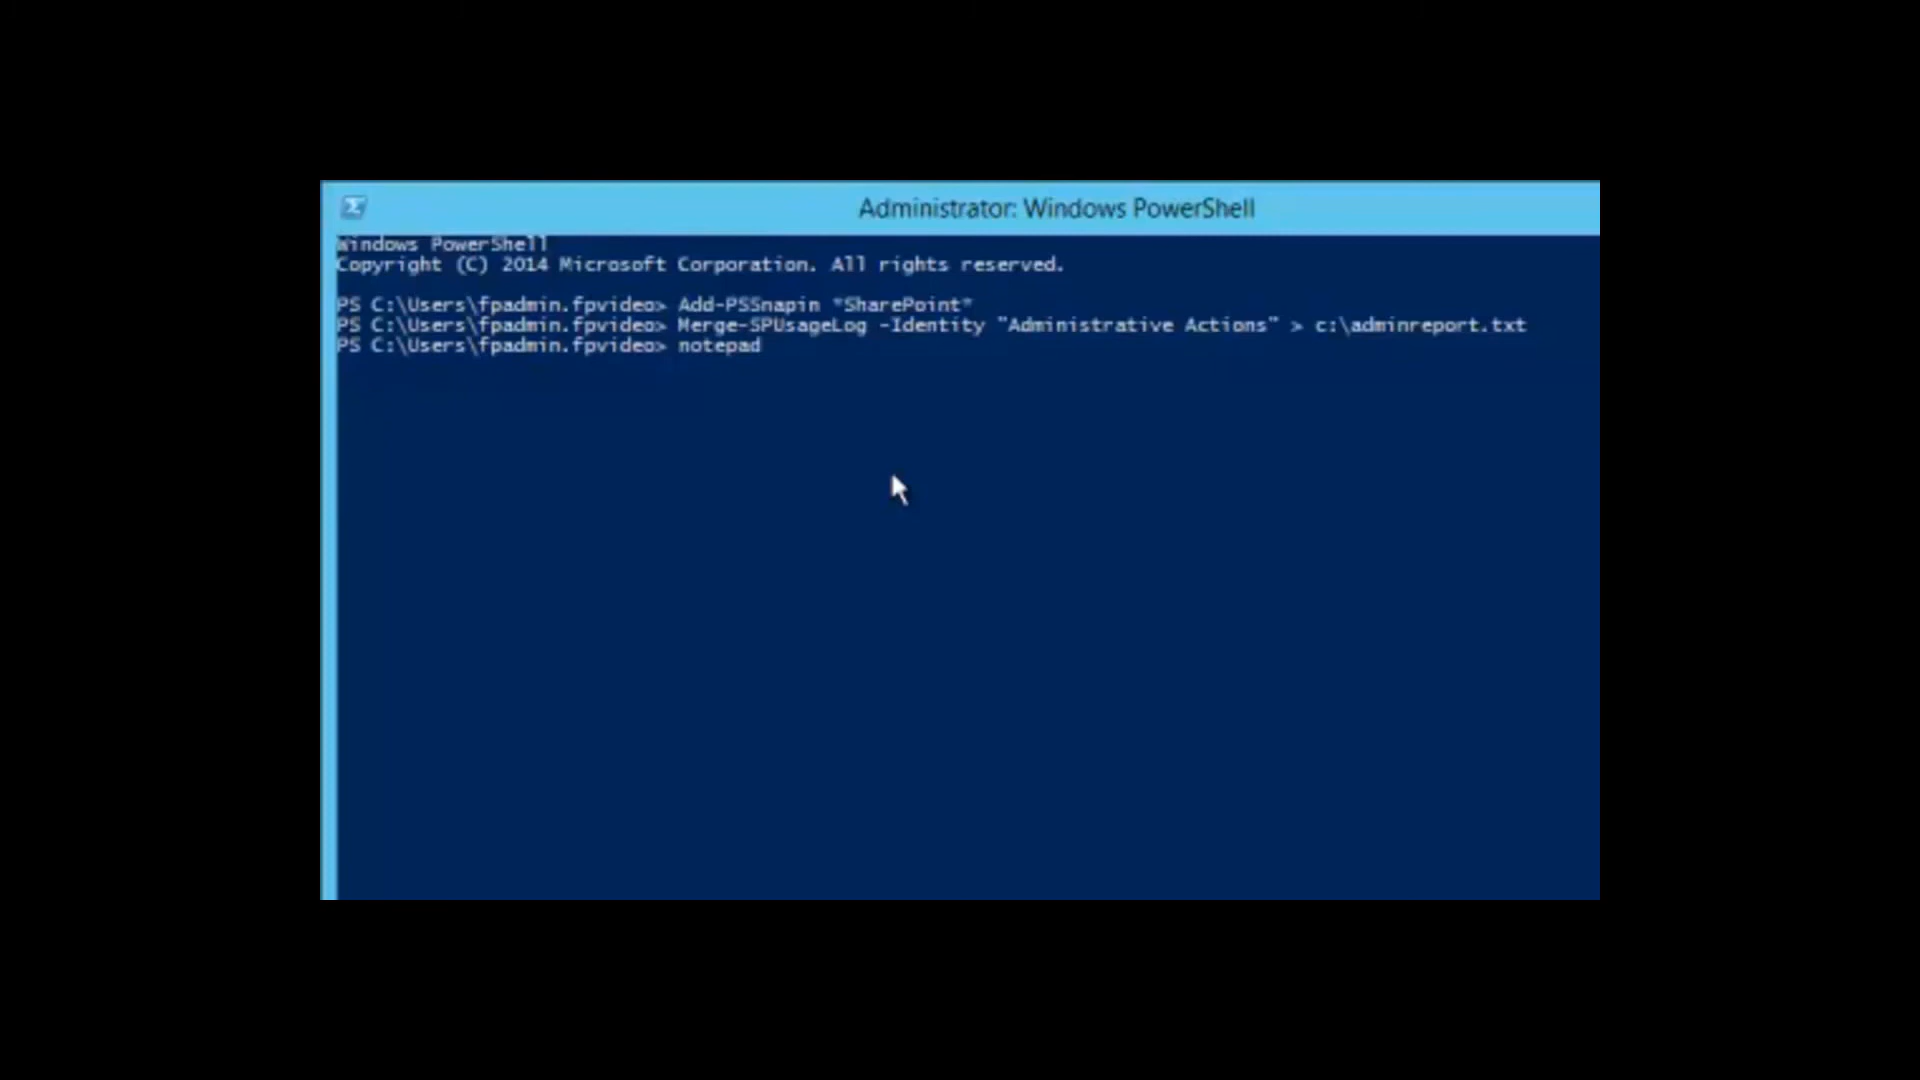 Administrator: Windows PowerShell
Windows PowerShell
Copyright (C) 2014 Microsoft Corporation. All rights reserved.
PS C:\Users\fpadmin.fpvideo> Add-PSSnapin *SharePoint*
PS C:\Users\fpadmin.fpvideo> Merge-SPUsageLog -Identity "Administrative Actions" > c:\adminreport.txt
PS C:\Users\fpadmin.fpvideo> notepad